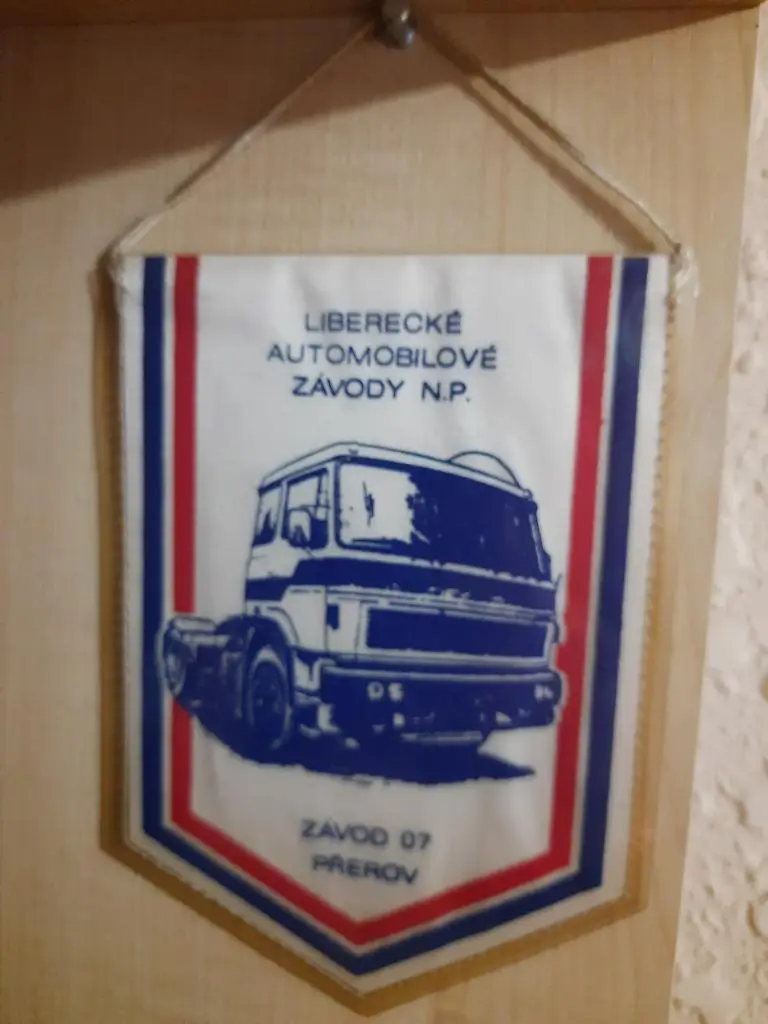 LIBERECKÉ
AUTOMOBILOVÉ
ZÁVODY N.P.
ZÁVOD 07
PŘEROV